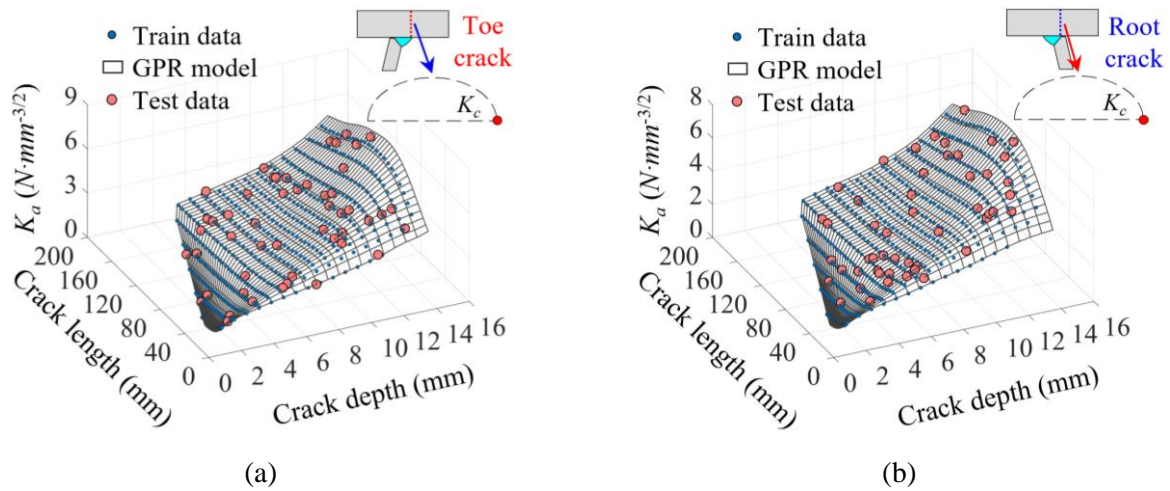 Train data
GPR model
Test data
Toe
crack
K_c
K_a (N·mm^-3/2)
9
6
3
0
200
160
120
80
40
0
Crack length (mm)
0 2 4 6 8 10 12 14 16
Crack depth (mm)
(a)
Train data
GPR model
Test data
Root
crack
K_c
K_a (N·mm^-3/2)
8
6
4
2
0
200
160
120
80
40
0
Crack length (mm)
0 2 4 6 8 10 12 14 16
Crack depth (mm)
(b)